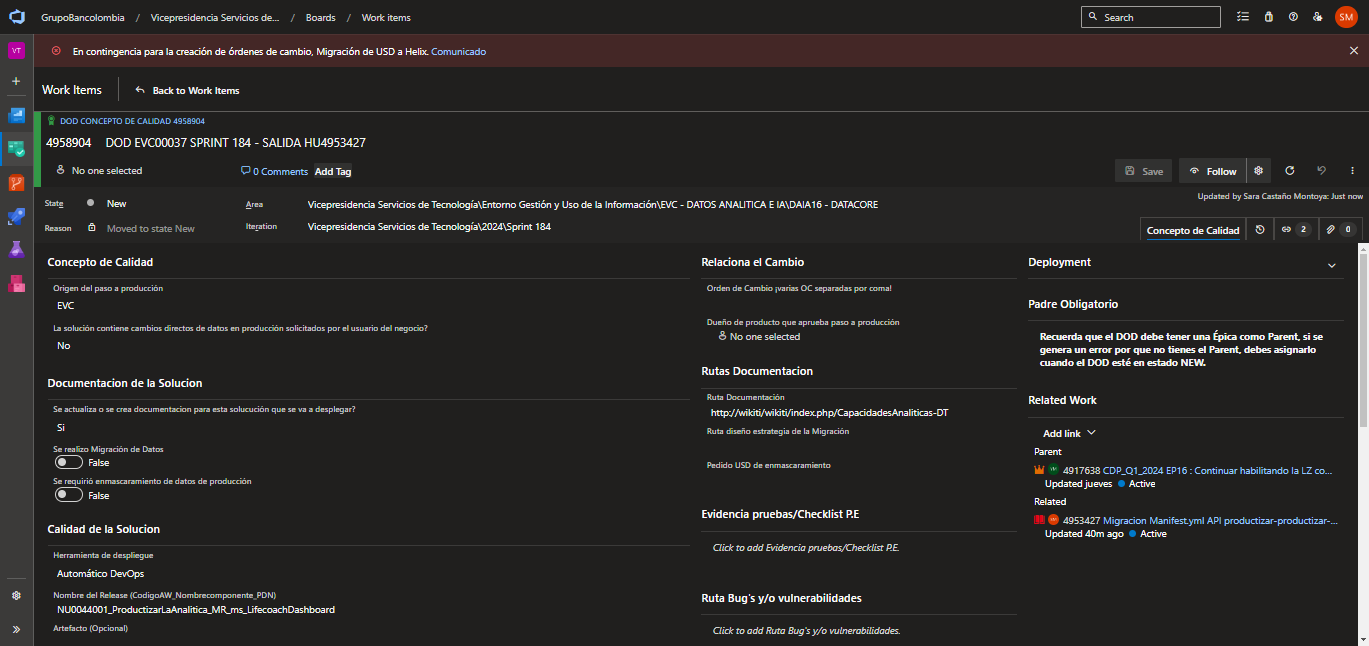 GrupoBancolombia / Vicepresidencia Servicios de... / Boards / Work items
Search
SM
VT
En contingencia para la creación de órdenes de cambio, Migración de USD a Helix. Comunicado
Work Items
Back to Work Items
DOD CONCEPTO DE CALIDAD 4958904
4958904 DOD EVC00037 SPRINT 184 - SALIDA HU4953427
No one selected
0 Comments
Add Tag
Save
Follow
State
New
Area
Vicepresidencia Servicios de Tecnología\Entorno Gestión y Uso de la Información\EVC - DATOS ANALITICA E IA\DAIA16 - DATACORE
Updated by Sara Castaño Montoya: Just now
Reason
Moved to state New
Iteration
Vicepresidencia Servicios de Tecnología\2024\Sprint 184
Concepto de Calidad
2
0
Concepto de Calidad
Origen del paso a producción
EVC
La solución contiene cambios directos de datos en producción solicitados por el usuario del negocio?
No
Documentacion de la Solucion
Se actualiza o se crea documentacion para esta solucución que se va a desplegar?
Si
Se realizo Migración de Datos
False
Se requirió enmascaramiento de datos de producción
False
Calidad de la Solucion
Herramienta de despliegue
Automático DevOps
Nombre del Release (CodigoAW_Nombrecomponente_PDN)
NU0044001_ProductizarLaAnalitica_MR_ms_LifecoachDashboard
Artefacto (Opcional)
Relaciona el Cambio
Orden de Cambio ¡varias OC separadas por coma!
Dueño de producto que aprueba paso a producción
No one selected
Rutas Documentacion
Ruta Documentación
http://wikiti/wikiti/index.php/CapacidadesAnaliticas-DT
Ruta diseño estrategia de la Migración
Pedido USD de enmascaramiento
Evidencia pruebas/Checklist P.E
Click to add Evidencia pruebas/Checklist P.E.
Ruta Bug's y/o vulnerabilidades
Click to add Ruta Bug's y/o vulnerabilidades.
Deployment
Padre Obligatorio
Recuerda que el DOD debe tener una Épica como Parent, si se
genera un error por que no tienes el Parent, debes asignarlo
cuando el DOD esté en estado NEW.
Related Work
Add link
Parent
4917638 CDP_Q1_2024 EP16 : Continuar habilitando la LZ co...
Updated jueves Active
Related
4953427 Migracion Manifest.yml API productizar-productizar-...
Updated 40m ago Active